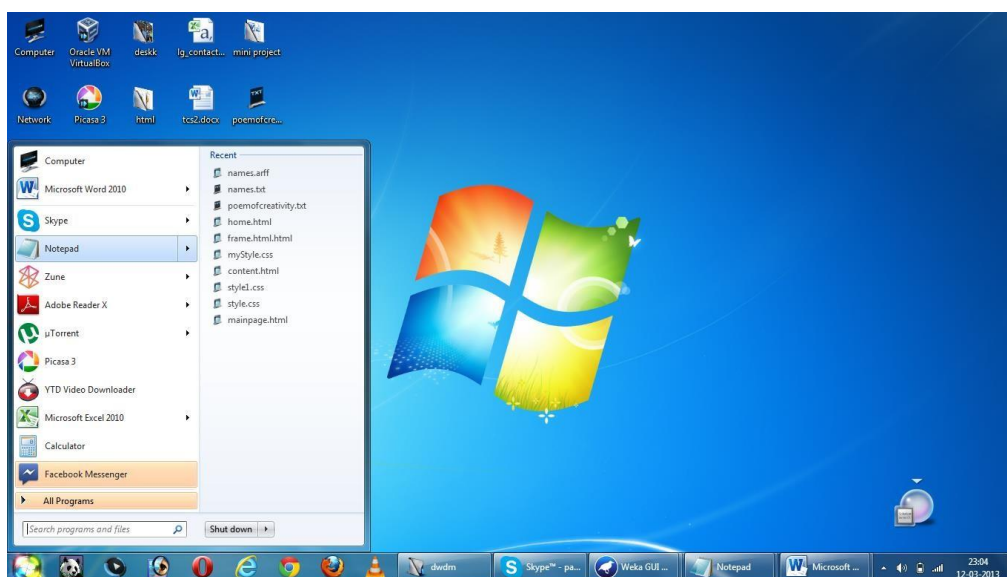 Computer
Oracle VM
VirtualBox
deskk
lg_contact...
mini project
Network
Picasa 3
html
tcs2.docx
poemofcre...
Computer
Microsoft Word 2010
Skype
Notepad
Zune
Adobe Reader X
µTorrent
Picasa 3
YTD Video Downloader
Microsoft Excel 2010
Calculator
Facebook Messenger
All Programs
Search programs and files
Shut down
Recent
names.arff
names.txt
poemofcreativity.txt
home.html
frame.html.html
myStyle.css
content.html
style1.css
style.css
mainpage.html
dwdm
Skype™ - pa...
Weka GUI ...
Notepad
Microsoft ...
23:04
12-03-2013